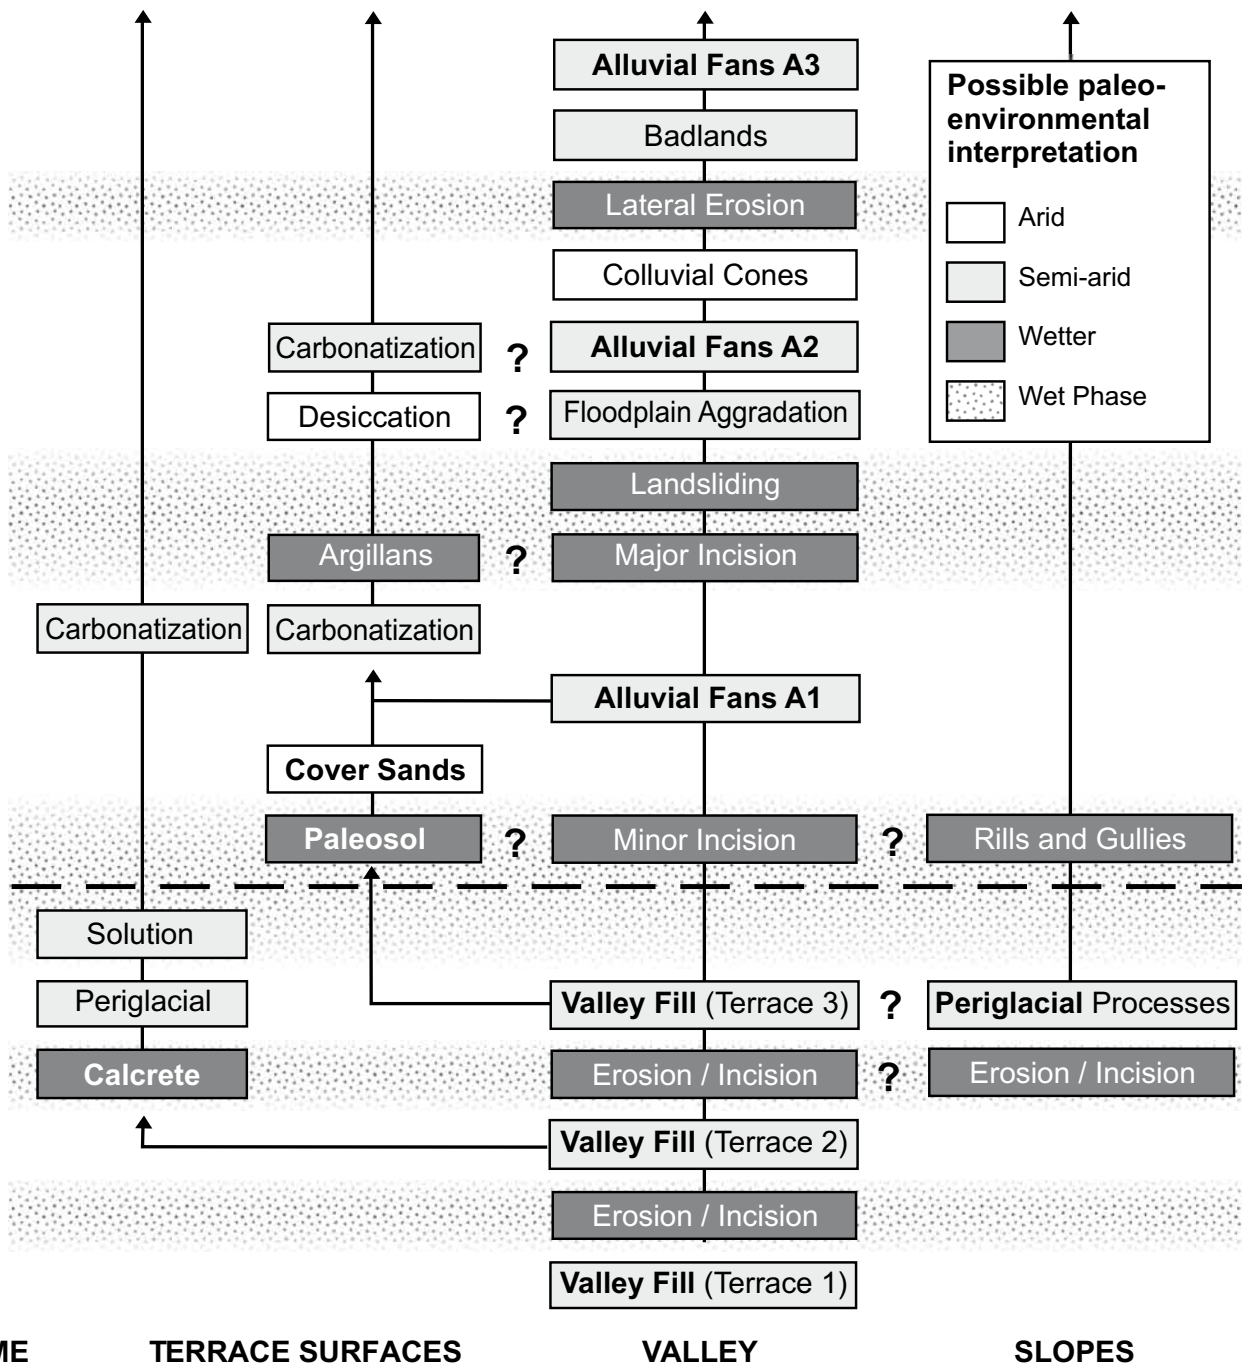 Alluvial Fans A3
Badlands
Lateral Erosion
Colluvial Cones
Carbonatization ? Alluvial Fans A2
Desiccation ? Floodplain Aggradation
Landsliding
Argillans ? Major Incision
Carbonatization Carbonatization
Alluvial Fans A1
Cover Sands
Paleosol ? Minor Incision ? Rills and Gullies
Solution
Periglacial Valley Fill (Terrace 3) ? Periglacial Processes
Calcrete Erosion / Incision ? Erosion / Incision
Valley Fill (Terrace 2)
Erosion / Incision
Valley Fill (Terrace 1)
ME TERRACE SURFACES VALLEY SLOPES
Possible paleo-
environmental
interpretation
Arid
Semi-arid
Wetter
Wet Phase